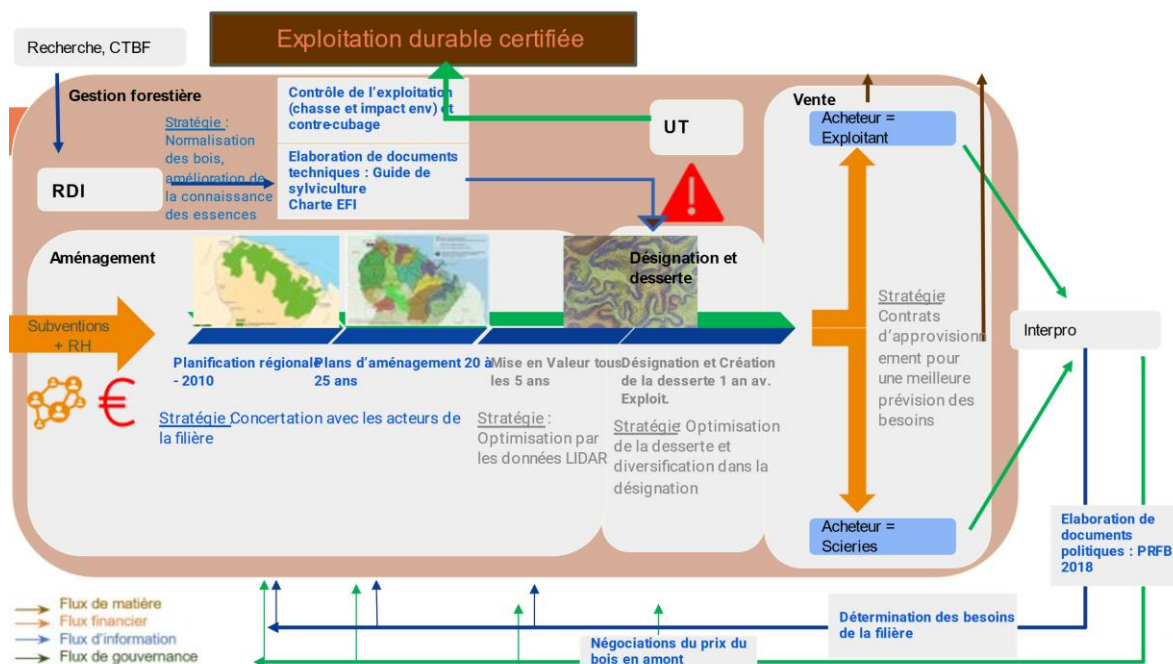 Exploitation durable certifiée
Recherche, CTBF
Gestion forestière
Stratégie :
Normalisation
des bois,
amélioration de
la connaissance
des essences
RDI
Contrôle de l'exploitation
(chasse et impact env) et
contre-cubage
Elaboration de documents
techniques : Guide de
sylviculture
Charte EFI
UT
Vente
Acheteur =
Exploitant
Aménagement
Désignation et
desserte
Subventions
+ RH
Planification régionale
- 2010
Plans d'aménagement 20 à
25 ans
Mise en Valeur tous
les 5 ans
Désignation et Création
de la desserte 1 an av.
Exploit.
Stratégie :Concertation avec les acteurs de
la filière
Stratégie :
Optimisation par
les données LIDAR
Stratégie: Optimisation
de la desserte et
diversification dans la
désignation
Stratégie:
Contrats
d'approvisionn
ement pour
une meilleure
prévision des
besoins
Interpro
Acheteur =
Scieries
Elaboration de
documents
politiques : PRFB
2018
Flux de matière
Flux financier
Flux d'information
Flux de gouvernance
Détermination des besoins
de la filière
Négociations du prix du
bois en amont